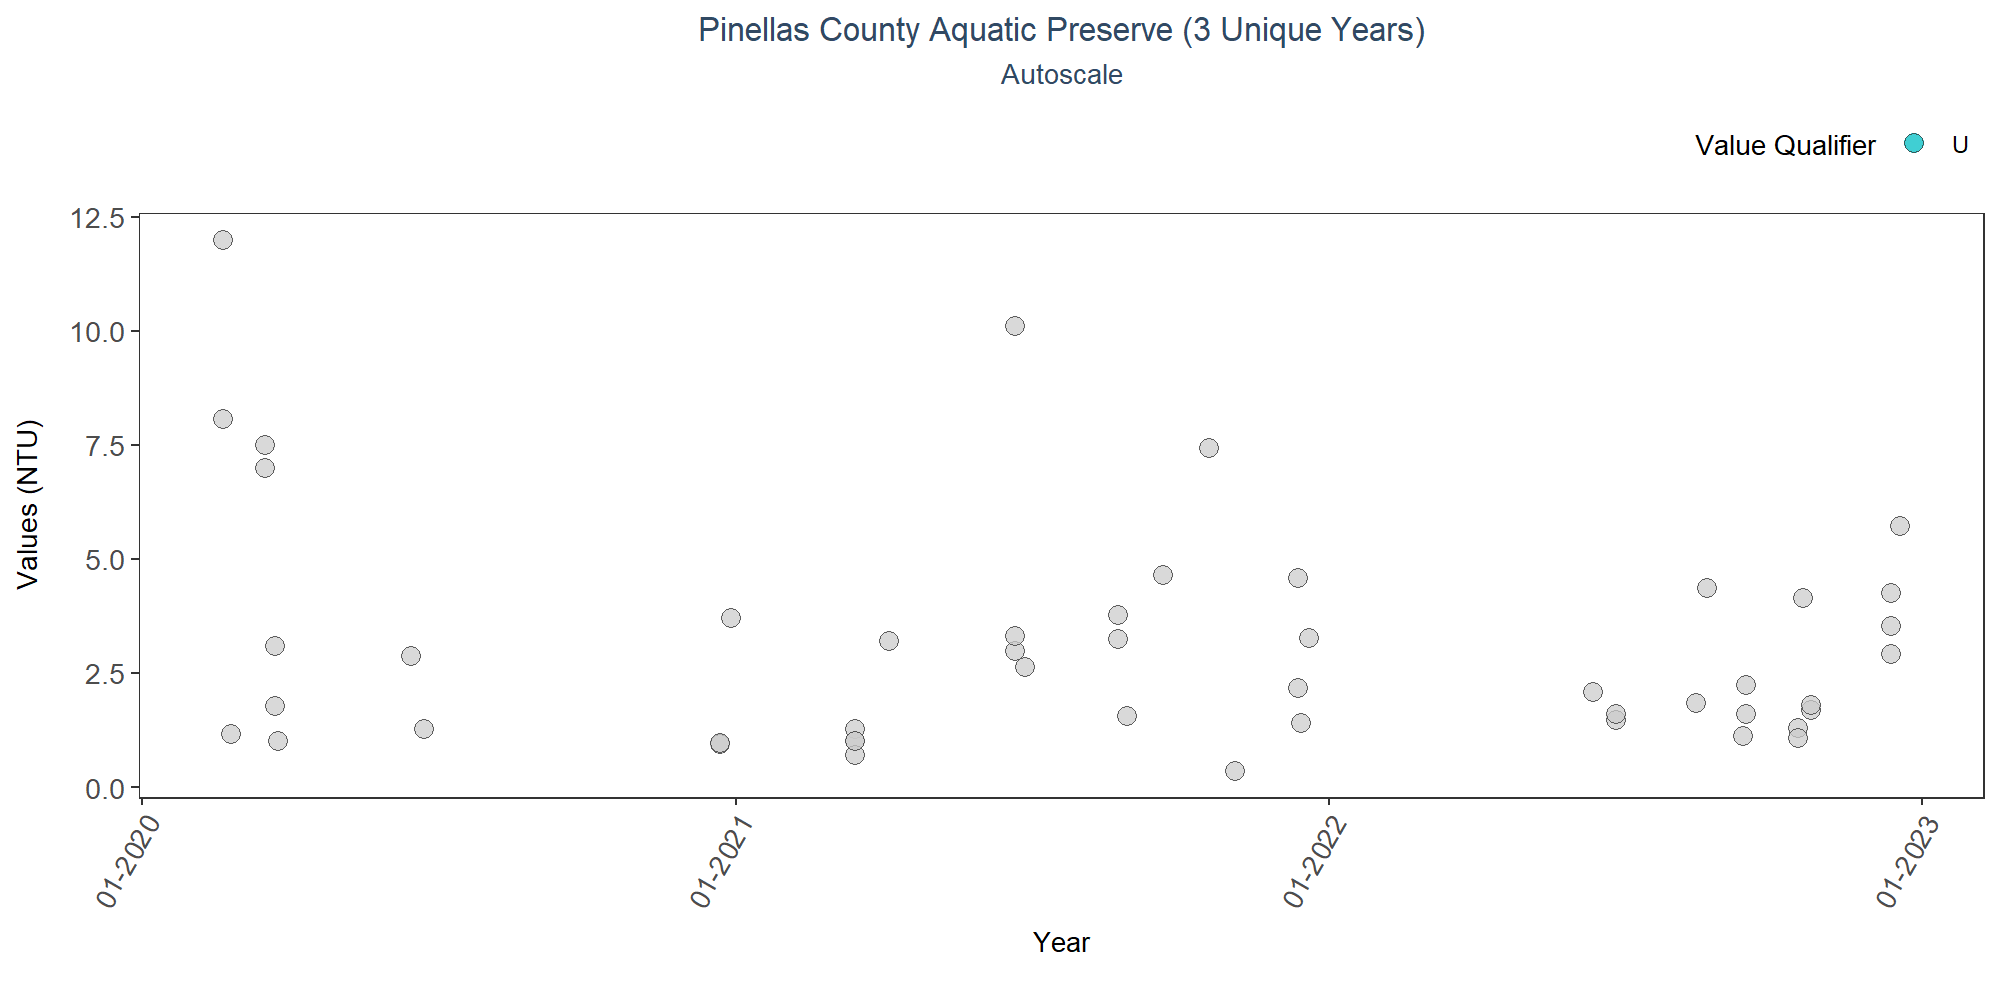 Pinellas County Aquatic Preserve (3 Unique Years)
Autoscale
Value Qualifier U
12.5
10.0
7.5
5.0
2.5
0.0
Values (NTU)
01-2020 01-2021 01-2022 01-2023
Year